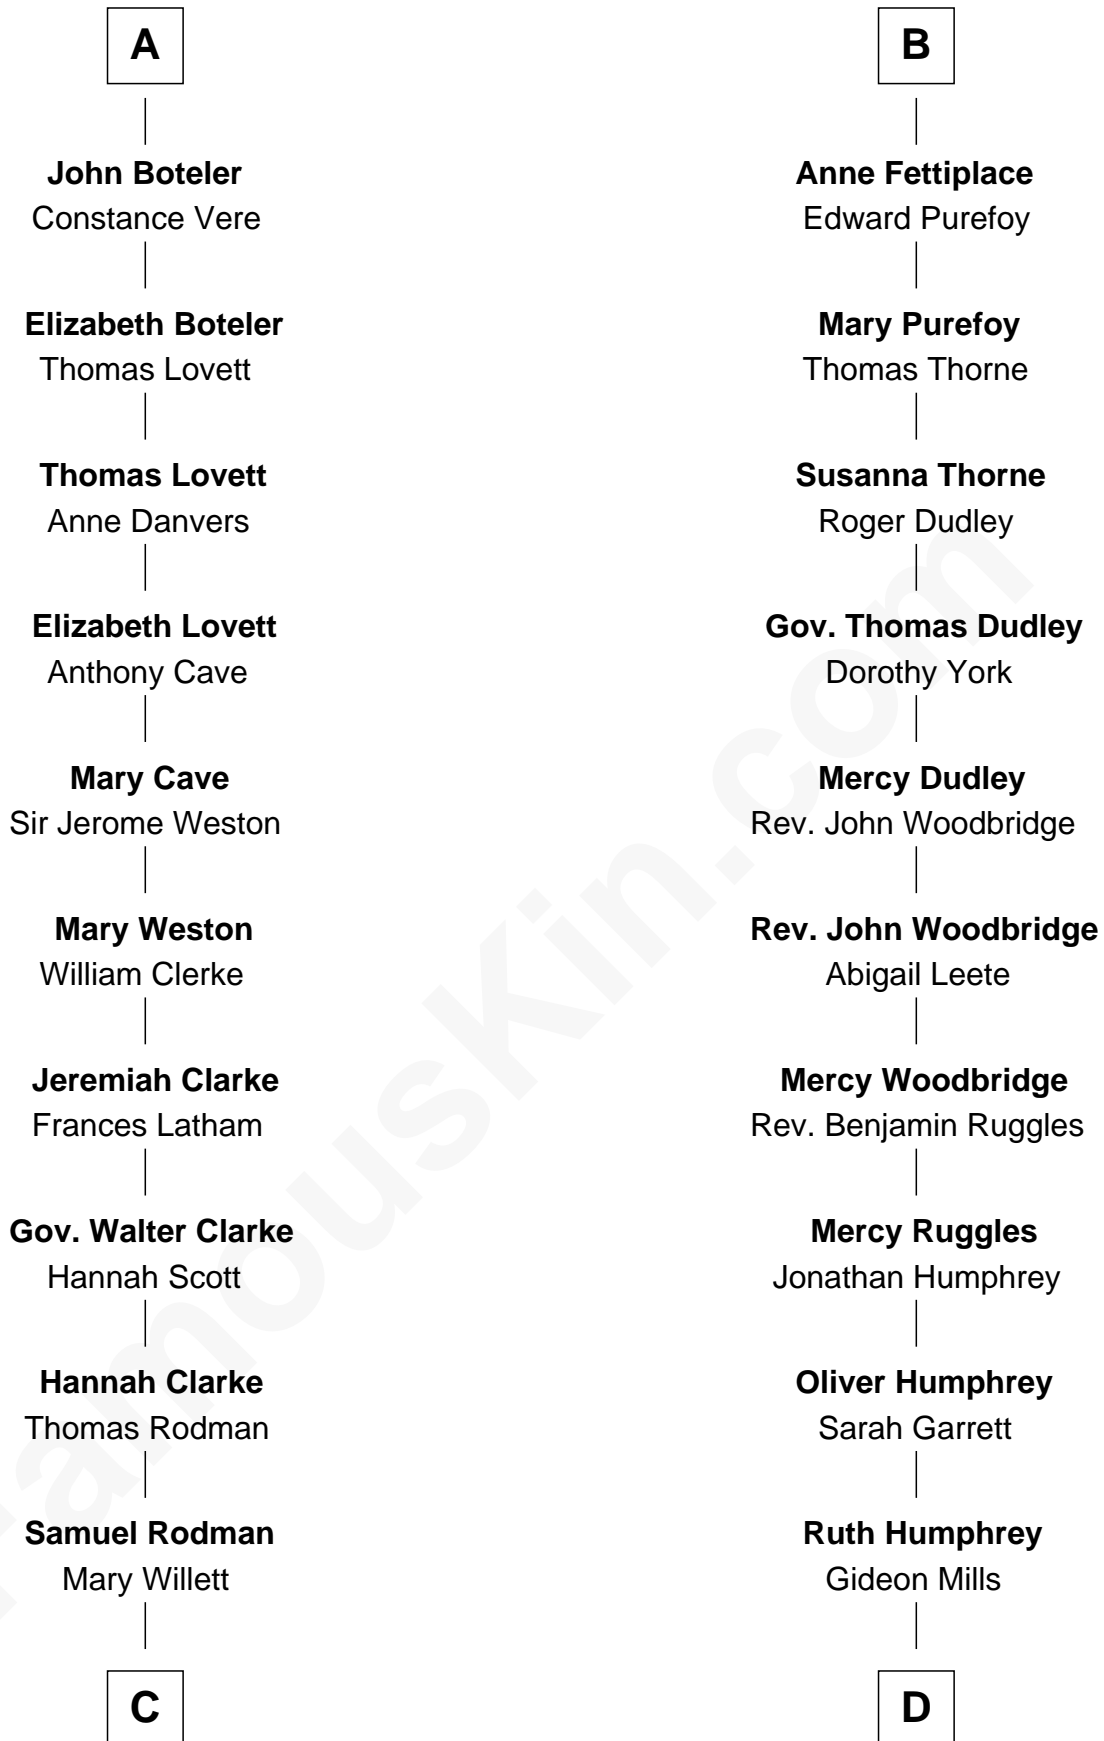 A
John Boteler
Constance Vere
Elizabeth Boteler
Thomas Lovett
Thomas Lovett
Anne Danvers
Elizabeth Lovett
Anthony Cave
Mary Cave
Sir Jerome Weston
Mary Weston
William Clerke
Jeremiah Clarke
Frances Latham
Gov. Walter Clarke
Hannah Scott
Hannah Clarke
Thomas Rodman
Samuel Rodman
Mary Willett
C
B
Anne Fettiplace
Edward Purefoy
Mary Purefoy
Thomas Thorne
Susanna Thorne
Roger Dudley
Gov. Thomas Dudley
Dorothy York
Mercy Dudley
Rev. John Woodbridge
Rev. John Woodbridge
Abigail Leete
Mercy Woodbridge
Rev. Benjamin Ruggles
Mercy Ruggles
Jonathan Humphrey
Oliver Humphrey
Sarah Garrett
Ruth Humphrey
Gideon Mills
D
FamousKin.com